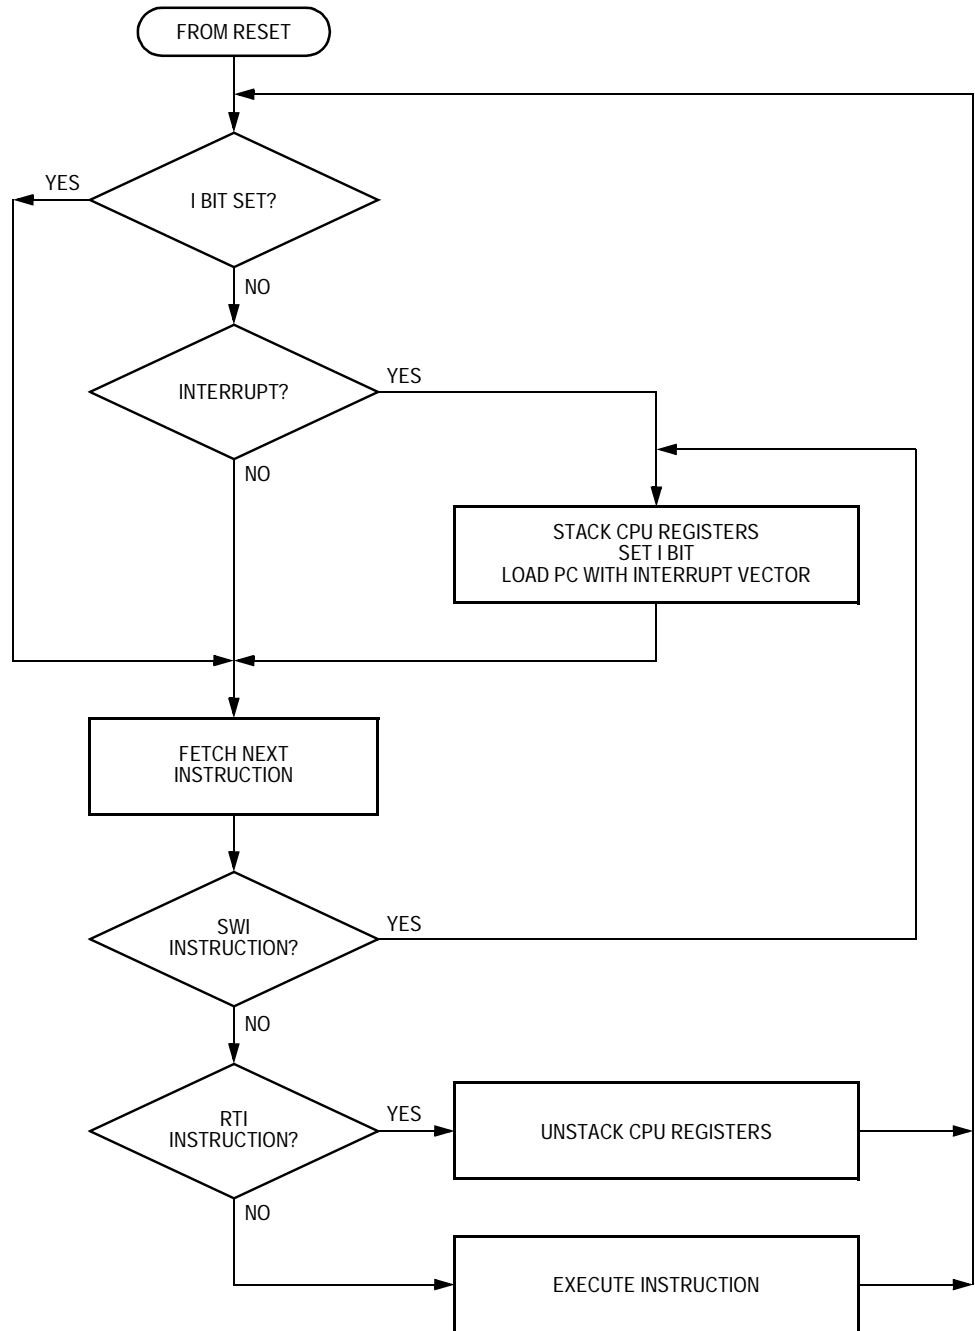 FROM RESET
YES
I BIT SET?
NO
INTERRUPT?
YES
NO
STACK CPU REGISTERS
SET I BIT
LOAD PC WITH INTERRUPT VECTOR
FETCH NEXT
INSTRUCTION
SWI
INSTRUCTION?
YES
NO
RTI
INSTRUCTION?
YES
UNSTACK CPU REGISTERS
NO
EXECUTE INSTRUCTION